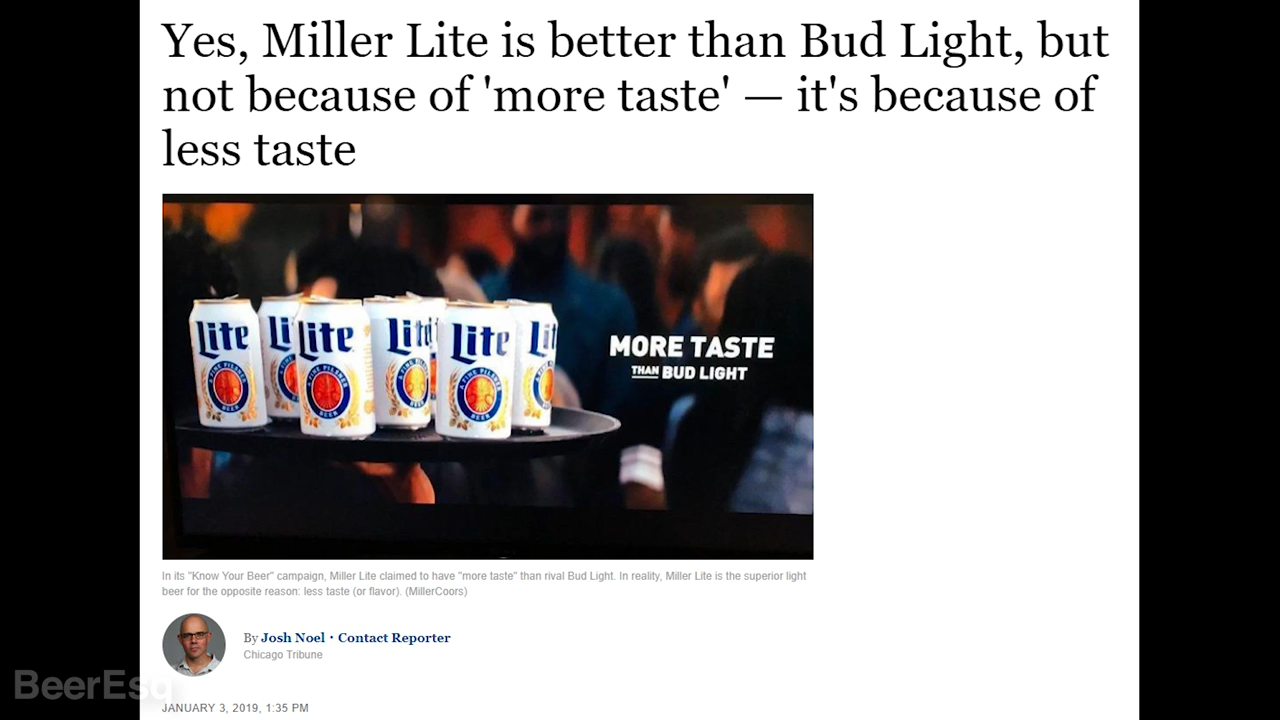 Yes, Miller Lite is better than Bud Light, but
not because of 'more taste' — it's because of
less taste
Lite
Lite
Lite
Lite
Lite
A FINE PILSNER
BEER
MORE TASTE
THAN BUD LIGHT
In its "Know Your Beer" campaign, Miller Lite claimed to have "more taste" than rival Bud Light. In reality, Miller Lite is the superior light
beer for the opposite reason: less taste (or flavor). (MillerCoors)
By Josh Noel • Contact Reporter
Chicago Tribune
BeerEsq
JANUARY 3, 2019, 1:35 PM